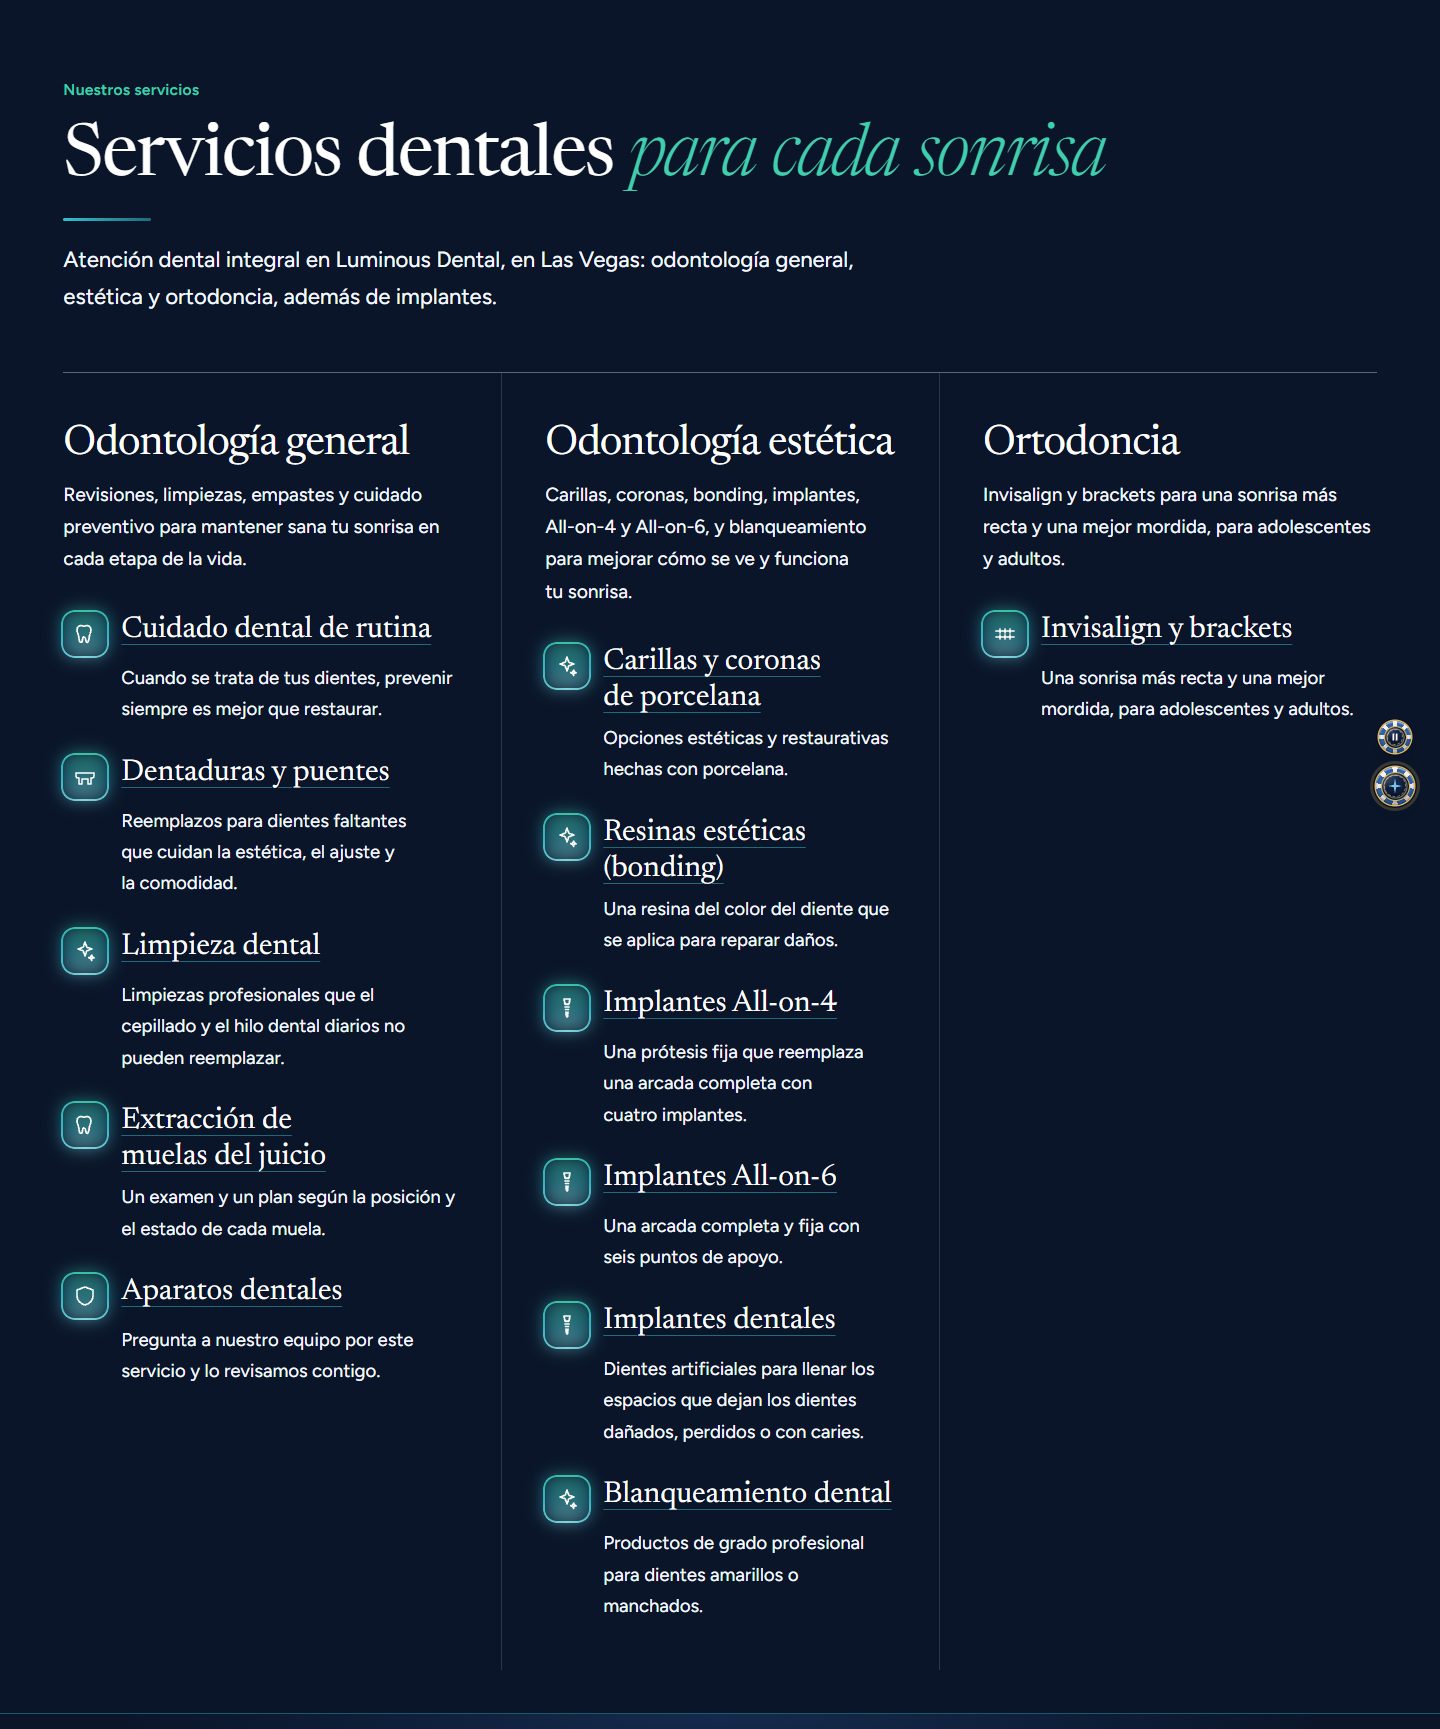 Nuestros servicios
Servicios dentales para cada sonrisa
Atención dental integral en Luminous Dental, en Las Vegas: odontología general,
estética y ortodoncia, además de implantes.
Odontología general
Revisiones, limpiezas, empastes y cuidado
preventivo para mantener sana tu sonrisa en
cada etapa de la vida.
Cuidado dental de rutina
Cuando se trata de tus dientes, prevenir
siempre es mejor que restaurar.
Dentaduras y puentes
Reemplazos para dientes faltantes
que cuidan la estética, el ajuste y
la comodidad.
Limpieza dental
Limpiezas profesionales que el
cepillado y el hilo dental diarios no
pueden reemplazar.
Extracción de
muelas del juicio
Un examen y un plan según la posición y
el estado de cada muela.
Aparatos dentales
Pregunta a nuestro equipo por este
servicio y lo revisamos contigo.
Odontología estética
Carillas, coronas, bonding, implantes,
All-on-4 y All-on-6, y blanqueamiento
para mejorar cómo se ve y funciona
tu sonrisa.
Carillas y coronas
de porcelana
Opciones estéticas y restaurativas
hechas con porcelana.
Resinas estéticas
(bonding)
Una resina del color del diente que
se aplica para reparar daños.
Implantes All-on-4
Una prótesis fija que reemplaza
una arcada completa con
cuatro implantes.
Implantes All-on-6
Una arcada completa y fija con
seis puntos de apoyo.
Implantes dentales
Dientes artificiales para llenar los
espacios que dejan los dientes
dañados, perdidos o con caries.
Blanqueamiento dental
Productos de grado profesional
para dientes amarillos o
manchados.
Ortodoncia
Invisalign y brackets para una sonrisa más
recta y una mejor mordida, para adolescentes
y adultos.
Invisalign y brackets
Una sonrisa más recta y una mejor
mordida, para adolescentes y adultos.